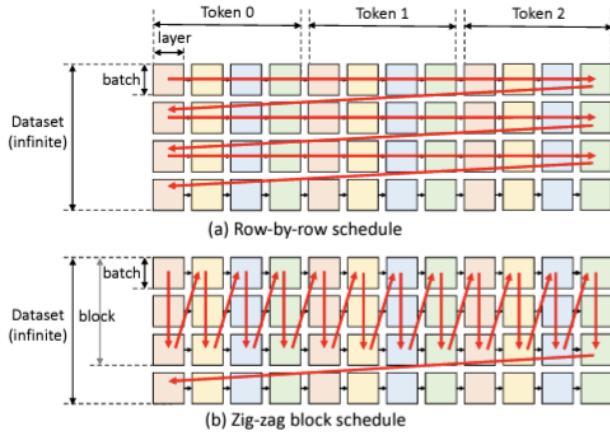 Token 0 Token 1 Token 2
layer
batch
Dataset
(infinite)
(a) Row-by-row schedule
batch
block
Dataset
(infinite)
(b) Zig-zag block schedule